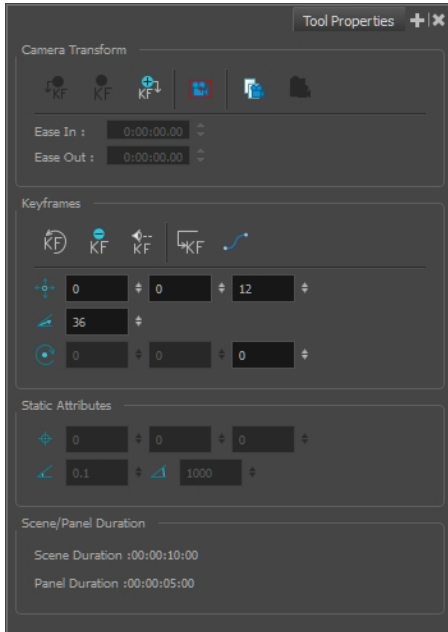 Tool Properties
Camera Transform
KF KF KF
Ease In : 0:00:00.00
Ease Out : 0:00:00.00
Keyframes
KF KF KF KF
0 0 12
36
0 0 0
Static Attributes
0 0 0
0.1 1000
Scene/Panel Duration
Scene Duration :00:00:10:00
Panel Duration :00:00:05:00